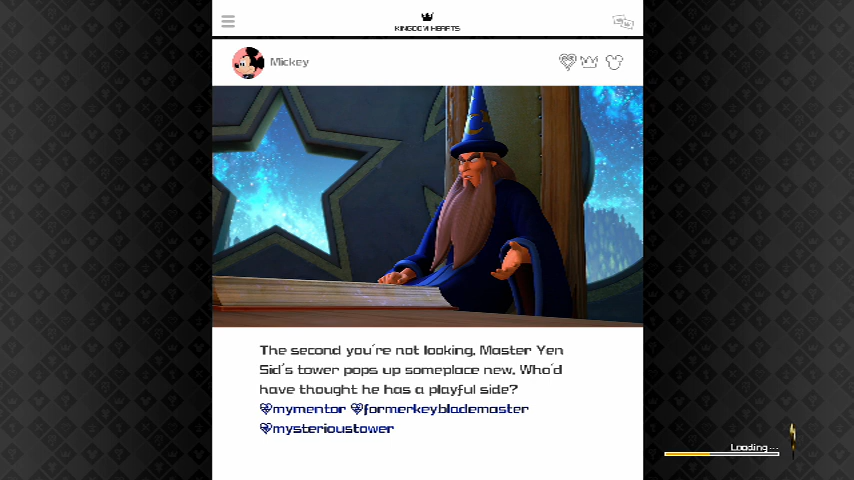 KINGDOM HEARTS
Mickey
The second you're not looking, Master Yen
Sid's tower pops up someplace new. Who'd
have thought he has a playful side?
mymentor formerkeyblademaster
mysterioustower
Loading...